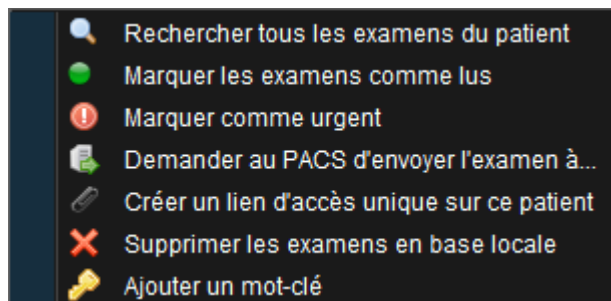 Rechercher tous les examens du patient
Marquer les examens comme lus
Marquer comme urgent
Demander au PACS d'envoyer l'examen à...
Créer un lien d'accès unique sur ce patient
Supprimer les examens en base locale
Ajouter un mot-clé